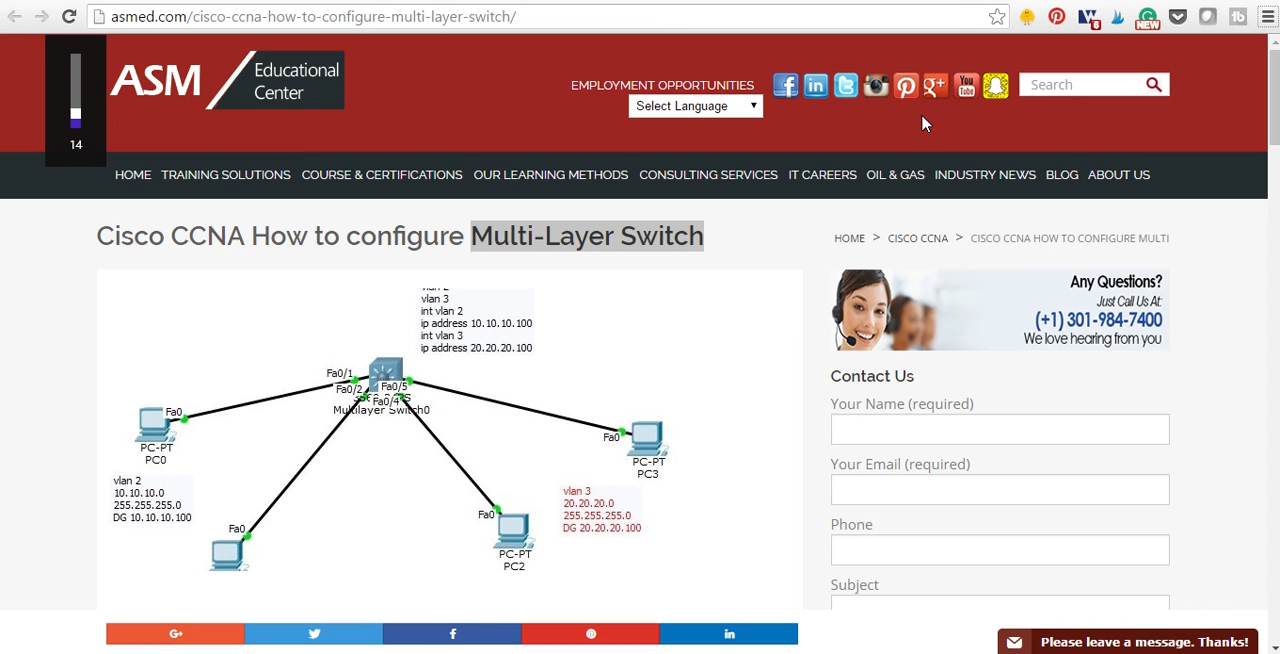 asmed.com/cisco-ccna-how-to-configure-multi-layer-switch/
6
NEW
14
ASM Educational Center
EMPLOYMENT OPPORTUNITIES
You Tube
Search
Select Language
HOME TRAINING SOLUTIONS COURSE & CERTIFICATIONS OUR LEARNING METHODS CONSULTING SERVICES IT CAREERS OIL & GAS INDUSTRY NEWS BLOG ABOUT US
Cisco CCNA How to configure Multi-Layer Switch
HOME > CISCO CCNA > CISCO CCNA HOW TO CONFIGURE MULTI
vlan 2
vlan 3
int vlan 2
ip address 10.10.10.100
int vlan 3
ip address 20.20.20.100
Fa0/1
Fa0/2
Fa0/5
Fa0/4
Multilayer Switch0
Fa0
PC-PT
PC0
vlan 2
10.10.10.0
255.255.255.0
DG 10.10.10.100
Fa0
Fa0
PC-PT
PC2
Fa0
PC-PT
PC3
vlan 3
20.20.20.0
255.255.255.0
DG 20.20.20.100
Any Questions?
Just Call Us At:
(+1) 301-984-7400
We love hearing from you
Contact Us
Your Name (required)
Your Email (required)
Phone
Subject
Please leave a message. Thanks!